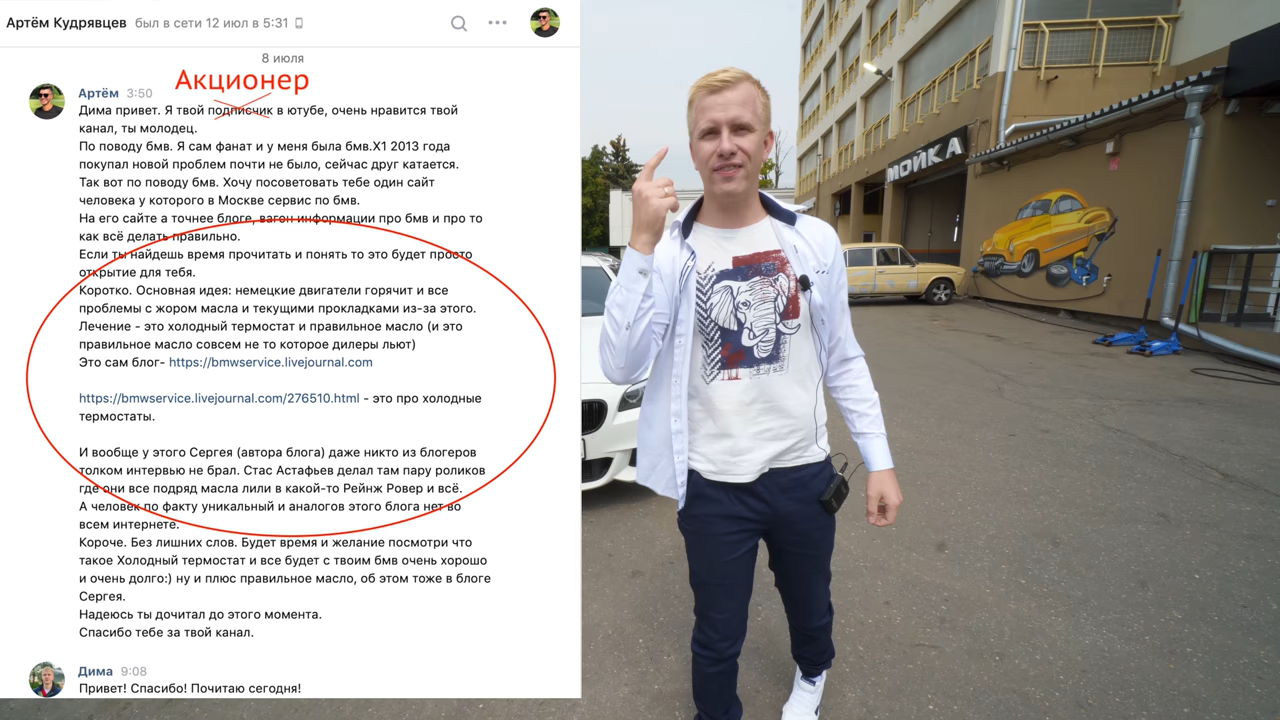 Артём Кудрявцев был в сети 12 июл в 5:31
8 июля
Акционер
Артём 3:50
Дима привет. Я твой подписчик в ютубе, очень нравится твой
канал, ты молодец.
По поводу бмв. Я сам фанат и у меня была бмв.X1 2013 года
покупал новой проблем почти не было, сейчас друг катается.
Так вот по поводу бмв. Хочу посоветовать тебе один сайт
человека у которого в Москве сервис по бмв.
На его сайте а точнее блоге, вагон информации про бмв и про то
как всё делать правильно.
Если ты найдешь время прочитать и понять то это будет просто
открытие для тебя.
Коротко. Основная идея: немецкие двигатели горячит и все
проблемы с жором масла и текущими прокладками из-за этого.
Лечение - это холодный термостат и правильное масло (и это
правильное масло совсем не то которое дилеры льют)
Это сам блог- https://bmwservice.livejournal.com
https://bmwservice.livejournal.com/276510.html - это про холодные
термостаты.
И вообще у этого Сергея (автора блога) даже никто из блогеров
толком интервью не брал. Стас Астафьев делал там пару роликов
где они все подряд масла лили в какой-то Рейнж Ровер и всё.
А человек по факту уникальный и аналогов этого блога нет во
всем интернете.
Короче. Без лишних слов. Будет время и желание посмотри что
такое Холодный термостат и все будет с твоим бмв очень хорошо
и очень долго:) ну и плюс правильное масло, об этом тоже в блоге
Сергея.
Надеюсь ты дочитал до этого момента.
Спасибо тебе за твой канал.
Дима 9:08
Привет! Спасибо! Почитаю сегодня!
МОЙКА